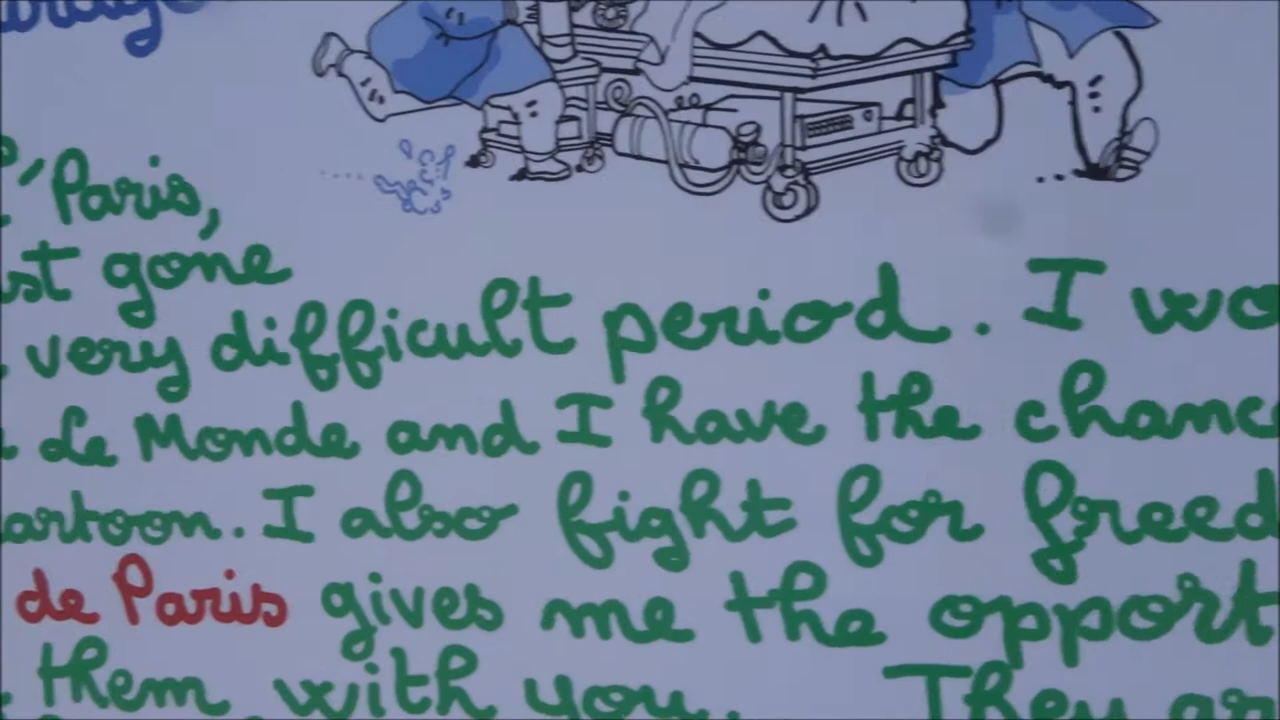 Paris,
gone
very difficult period. I
Le Monde and I have the
I also fight for
de Paris gives me the
them with you. They